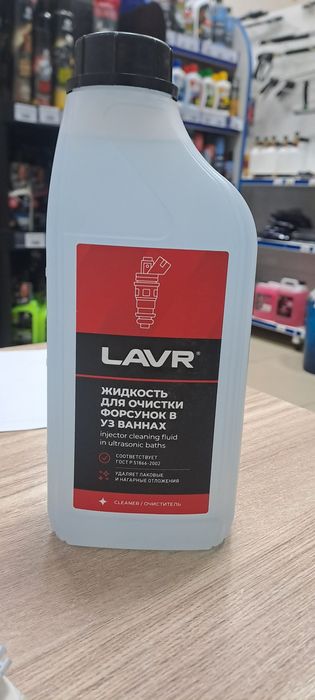 LAVR®
ЖИДКОСТЬ
ДЛЯ ОЧИСТКИ
ФОРСУНОК В
УЗ ВАННАХ
injector cleaning fluid
in ultrasonic baths
СООТВЕТСТВУЕТ
ГОСТ Р 51866-2002
УДАЛЯЕТ ЛАКОВЫЕ
И НАГАРНЫЕ ОТЛОЖЕНИЯ
CLEANER / ОЧИСТИТЕЛЬ